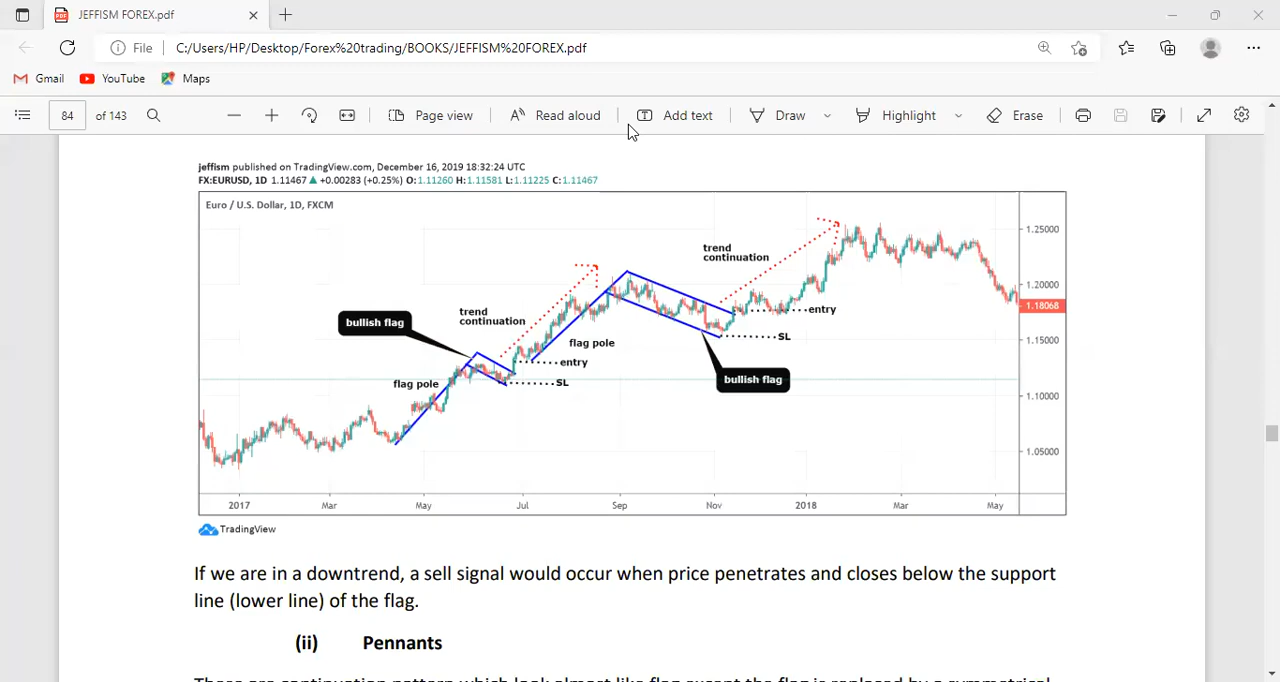 JEFFISM FOREX.pdf
File C:/Users/HP/Desktop/Forex%20trading/BOOKS/JEFFISM%20FOREX.pdf
Gmail YouTube Maps
84 of 143 Page view Read aloud Add text Draw Highlight Erase
jeffism published on TradingView.com, December 16, 2019 18:32:24 UTC
FX:EURUSD, 1D 1.11467 ▲ +0.00283 (+0.25%) O:1.11260 H:1.11581 L:1.11225 C:1.11467
Euro / U.S. Dollar, 1D, FXCM
1.25000
trend
continuation
1.20000
1.18068
trend
continuation
bullish flag
entry
flag pole
SL
1.15000
entry
bullish flag
flag pole
SL
1.10000
1.05000
2017 Mar May Jul Sep Nov 2018 Mar May
TradingView
If we are in a downtrend, a sell signal would occur when price penetrates and closes below the support
line (lower line) of the flag.
(ii) Pennants